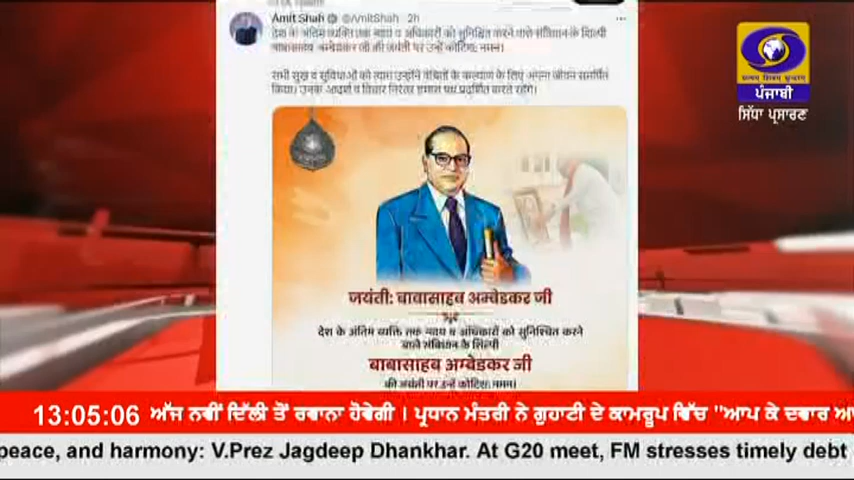 Amit Shah @AmitShah 2h
देश के अंतिम व्यक्ति तक न्याय व अधिकारों को सुनिश्चित करने वाले संविधान के शिल्पी
बाबासाहब अम्बेडकर जी की जयंती पर उन्हें कोटिश: नमन।
सभी सुख व सुविधाओं को त्याग उन्होंने वंचितों के कल्याण के लिए अपना जीवन समर्पित
किया। उनके आदर्श व विचार निरंतर हमारा पथ प्रदर्शित करते रहेंगे।
ਪੰਜਾਬੀ
ਸਿੱਧਾ ਪ੍ਰਸਾਰਣ
जयंती: बाबासाहब अम्बेडकर जी
देश के अंतिम व्यक्ति तक न्याय व अधिकारों को सुनिश्चित करने
वाले संविधान के शिल्पी
बाबासाहब अम्बेडकर जी
की जयंती पर उन्हें कोटिश: नमन।
13:05:06 ਅੱਜ ਨਵੀਂ ਦਿੱਲੀ ਤੋਂ ਰਵਾਨਾ ਹੋਵੇਗੀ । ਪ੍ਰਧਾਨ ਮੰਤਰੀ ਨੇ ਗੁਹਾਟੀ ਦੇ ਕਾਮਰੂਪ ਵਿੱਚ "ਆਪ ਕੇ ਦਵਾਰ ਆ
peace, and harmony: V.Prez Jagdeep Dhankhar. At G20 meet, FM stresses timely debt